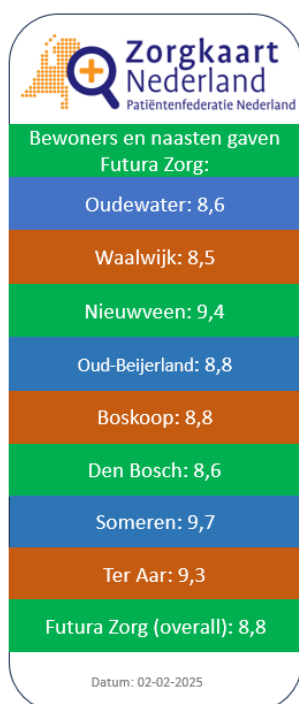 Zorgkaart
Nederland
Patiëntenfederatie Nederland
Bewoners en naasten gaven
Futura Zorg:
Oudewater: 8,6
Waalwijk: 8,5
Nieuwveen: 9,4
Oud-Beijerland: 8,8
Boskoop: 8,8
Den Bosch: 8,6
Someren: 9,7
Ter Aar: 9,3
Futura Zorg (overall): 8,8
Datum: 02-02-2025